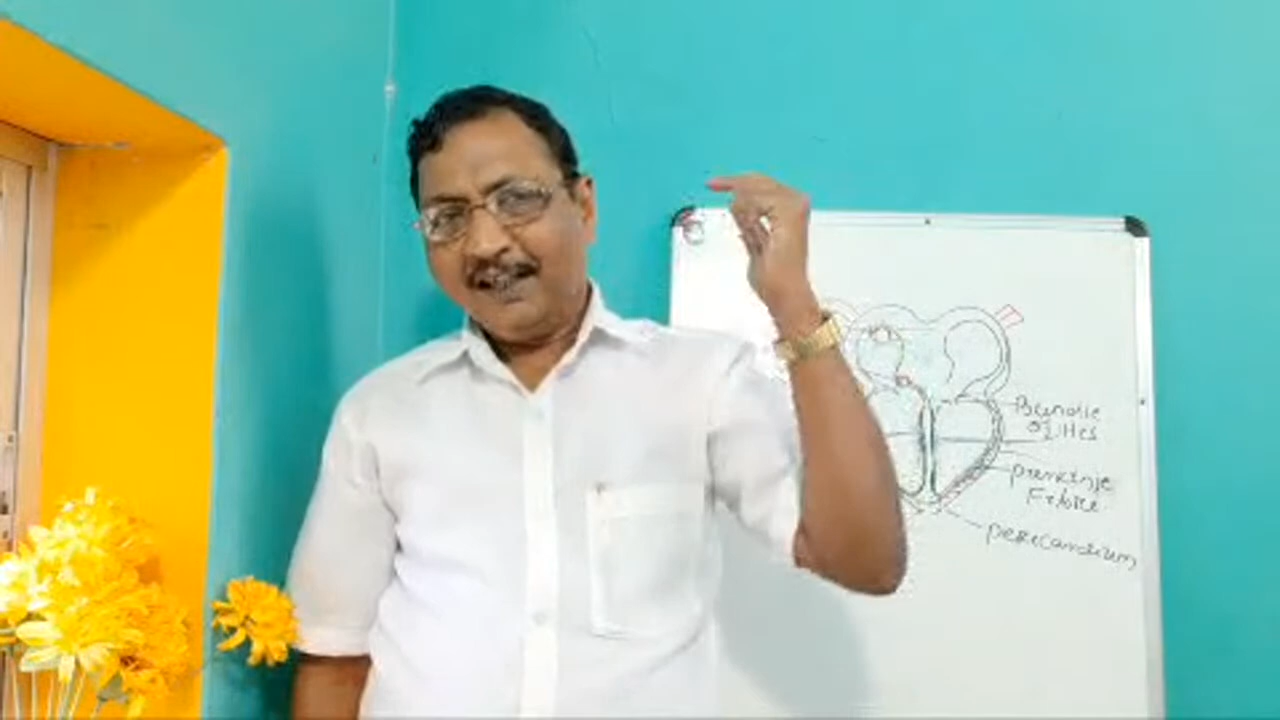 Bundle
of His
purkinje
Fibre
pericardium